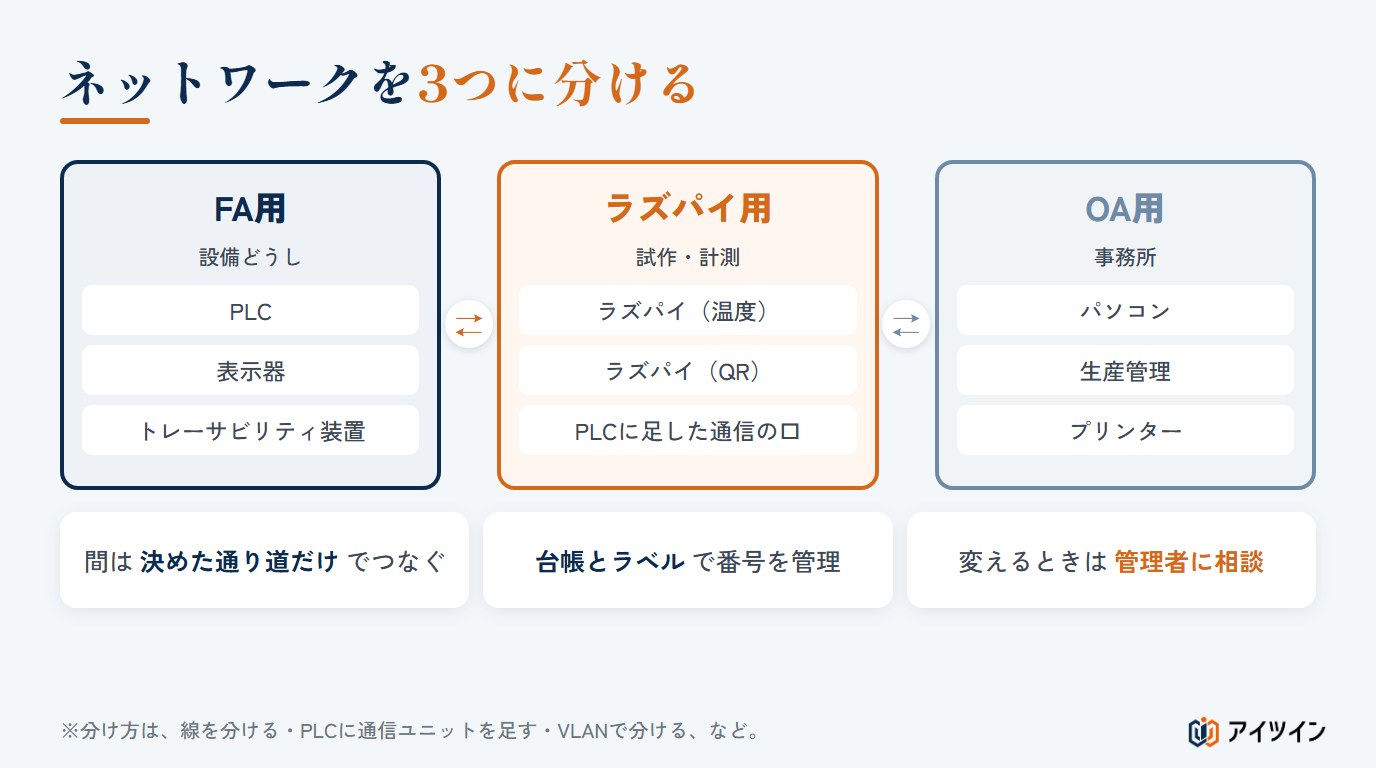 ネットワークを3つに分ける
FA用
設備どうし
PLC
表示器
トレーサビリティ装置
ラズパイ用
試作・計測
ラズパイ（温度）
ラズパイ（QR）
PLCに足した通信の口
OA用
事務所
パソコン
生産管理
プリンター
間は 決めた通り道だけ でつなぐ
台帳とラベル で番号を管理
変えるときは 管理者に相談
※分け方は、線を分ける・PLCに通信ユニットを足す・VLANで分ける、など。
アイツイン